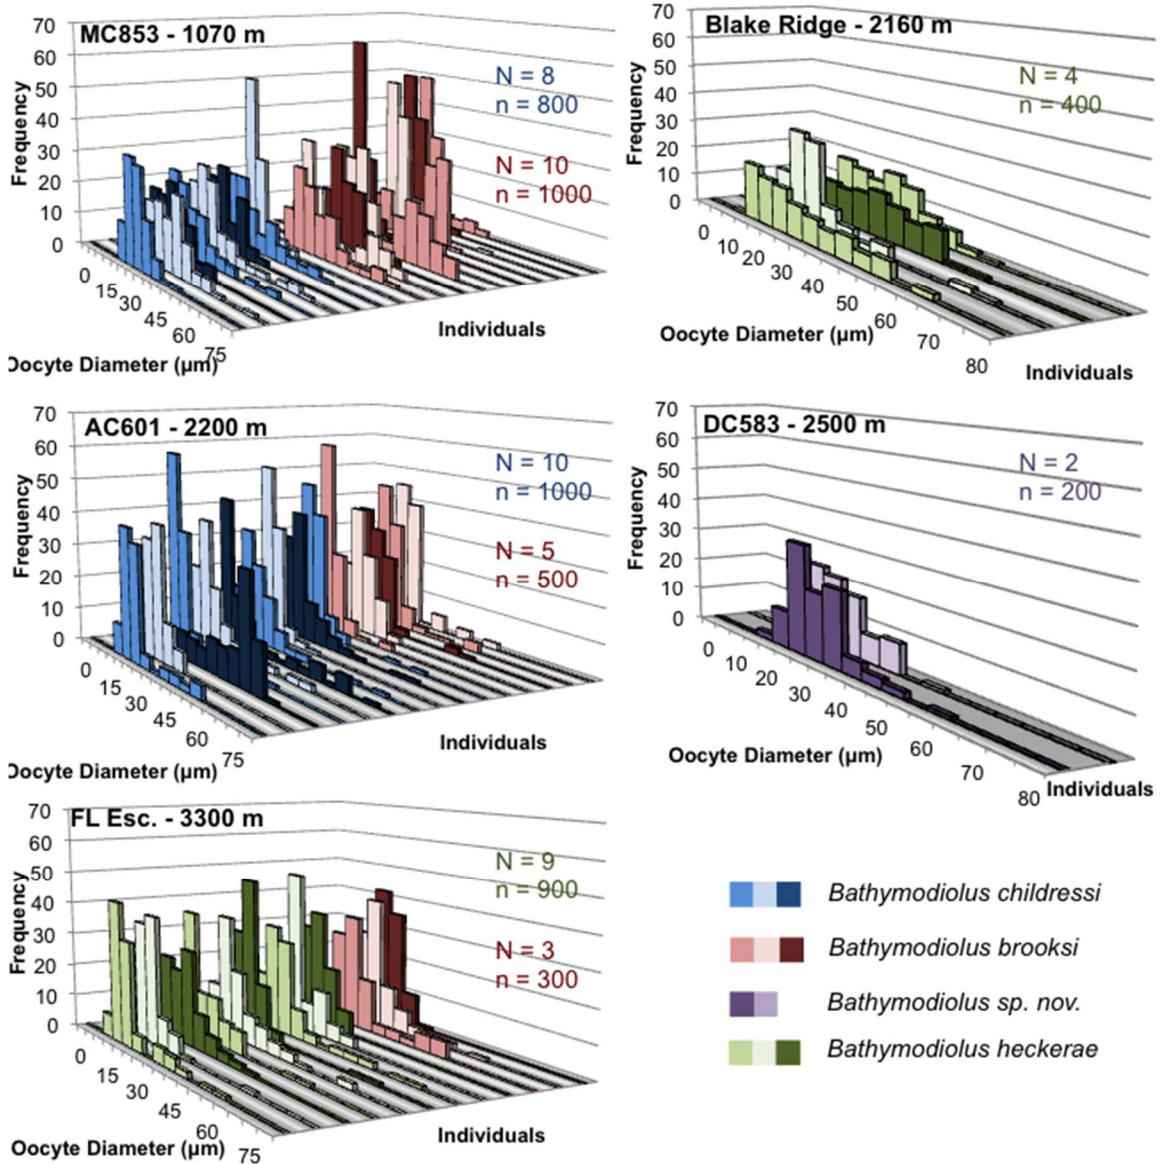 MC853 - 1070 m
70
60
50
40
30
20
10
0
Frequency
N = 8
n = 800
N = 10
n = 1000
0
15
30
45
60
75
Oocyte Diameter (µm)
Individuals
Blake Ridge - 2160 m
70
60
50
40
30
20
10
0
Frequency
N = 4
n = 400
0
10
20
30
40
50
60
70
80
Oocyte Diameter (µm)
Individuals
AC601 - 2200 m
70
60
50
40
30
20
10
0
Frequency
N = 10
n = 1000
N = 5
n = 500
0
15
30
45
60
75
Oocyte Diameter (µm)
Individuals
DC583 - 2500 m
70
60
50
40
30
20
10
0
Frequency
N = 2
n = 200
0
10
20
30
40
50
60
70
80
Oocyte Diameter (µm)
Individuals
FL Esc. - 3300 m
70
60
50
40
30
20
10
0
Frequency
N = 9
n = 900
N = 3
n = 300
0
15
30
45
60
75
Oocyte Diameter (µm)
Individuals
Bathymodiolus childressi
Bathymodiolus brooksi
Bathymodiolus sp. nov.
Bathymodiolus heckerae